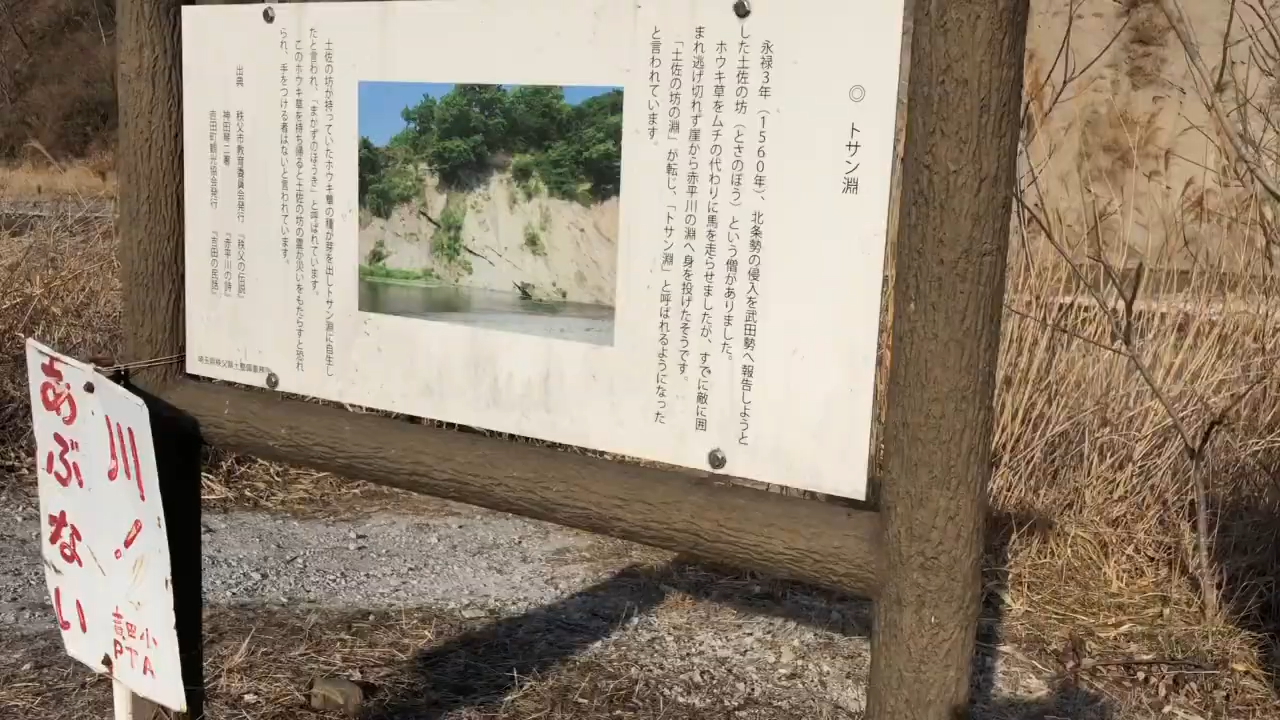 ◎ トサン淵
永禄3年（1560年）、北条勢の侵入を武田勢へ報告しようと
した土佐の坊（とさのぼう）という僧がありました。
ホウキ草をムチの代わりに馬を走らせましたが、すでに敵に囲
まれ逃げ切れず崖から赤平川の淵へ身を投げたそうです。
「土佐の坊の淵」が転じ、「トサン淵」と呼ばれるようになった
と言われています。
土佐の坊が持っていたホウキ草の種が芽を出しトサン淵に自生し
たと言われ、「まかずのほうき」と呼ばれています。
このホウキ草を持ち帰ると土佐の坊の霊が災いをもたらすと恐れ
られ、手をつける者はないと言われています。
出典 秩父市教育委員会発行 『秩父の伝説』
神田 二著 『赤平川の詩』
吉田町観光協会発行 『吉田の民話』
埼玉県秩父県土整備事務所
川！
あぶない
吉田小
PTA